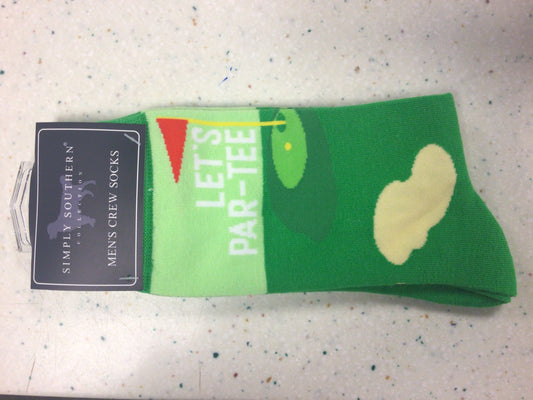 SIMPLY SOUTHERN®
COLLECTION
MEN'S CREW SOCKS
LET'S
PAR-TEE